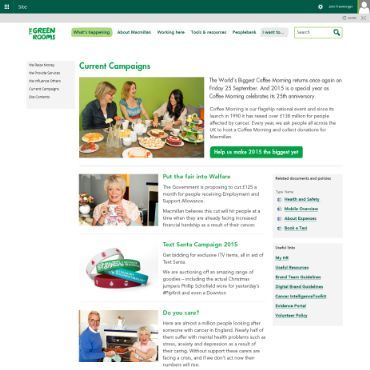 Site
THE
GREEN
ROOMS
What's happening
About Macmillan
Working here
Tools & resources
Peoplebank
I want to...
Search
We Raise Money
We Provide Services
We Influence Others
Current Campaigns
Site Contents
Current Campaigns
The World's Biggest Coffee Morning returns once again on
Friday 25 September. And 2015 is a special year as
Coffee Morning celebrates its 25th anniversary.
Coffee Morning is our flagship national event and since its
launch in 1990 it has raised over £138 million for people
affected by cancer. Every year, we ask people all across the
UK to host a Coffee Morning and collect donations for
Macmillan.
Help us make 2015 the biggest yet
Put the fair into Welfare
The Government is proposing to cut £125 a
month for people receiving Employment and
Support Allowance.
Macmillan believes this cut will hit people at a
time when they are already facing increased
financial hardship as a result of their cancer.
Related documents and policies
Type Name
Health and Safety
Mobile Overview
About Expenses
Book a Taxi
Text Santa Campaign 2015
Get bidding for exclusive ITV items, all in aid of
Text Santa.
We are auctioning off an amazing range of
goodies – including the actual Christmas
jumpers Phillip Schofield wore for yesterday's
and even a Downton
Useful links
My HR
Useful Resources
Brand Team Guidelines
Digital Brand Guidelines
Cancer Intelligence Toolkit
Evidence Portal
Volunteer Policy
Do you care?
Here are almost a million people looking after
someone with cancer in England. Nearly half of
them suffer with mental health problems such as
stress, anxiety and depression as a result of
their caring. Without support these carers are
facing a crisis, and if we don't act now their
numbers will rise.